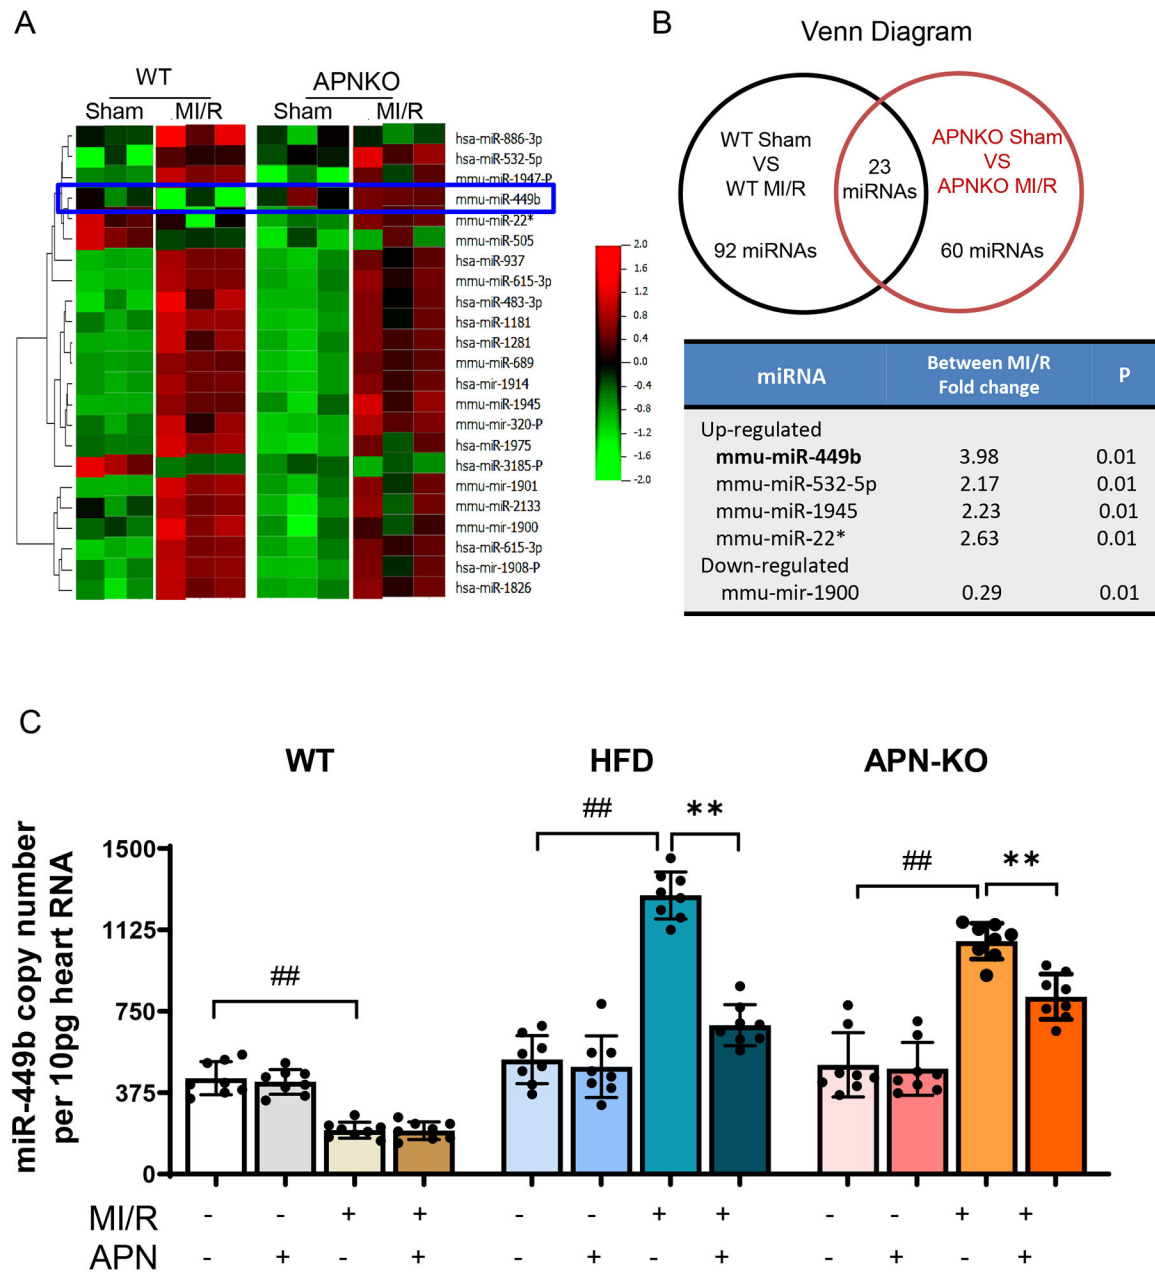 A
WT
APNKO
Sham
MI/R
Sham
MI/R
hsa-miR-886-3p
hsa-miR-532-5p
mmu-miR-1947-P
mmu-miR-449b
mmu-miR-22*
mmu-miR-505
hsa-miR-937
mmu-miR-615-3p
hsa-miR-483-3p
hsa-miR-1181
hsa-miR-1281
mmu-miR-689
hsa-mir-1914
mmu-miR-1945
mmu-mir-320-P
hsa-miR-1975
hsa-miR-3185-P
mmu-mir-1901
mmu-miR-2133
mmu-mir-1900
hsa-miR-615-3p
hsa-mir-1908-P
hsa-miR-1826
2.0
1.6
1.2
0.8
0.4
0.0
-0.4
-0.8
-1.2
-1.6
-2.0
B
Venn Diagram
WT Sham
VS
WT MI/R
92 miRNAs
23
miRNAs
APNKO Sham
VS
APNKO MI/R
60 miRNAs
miRNA Between MI/R Fold change P
Up-regulated
mmu-miR-449b 3.98 0.01
mmu-miR-532-5p 2.17 0.01
mmu-miR-1945 2.23 0.01
mmu-miR-22* 2.63 0.01
Down-regulated
mmu-mir-1900 0.29 0.01
C
WT HFD APN-KO
miR-449b copy number
per 10pg heart RNA
1500
1125
750
375
0
##
##
**
##
**
MI/R - - + + - - + + - - + +
APN - + - + - + - + - + - +